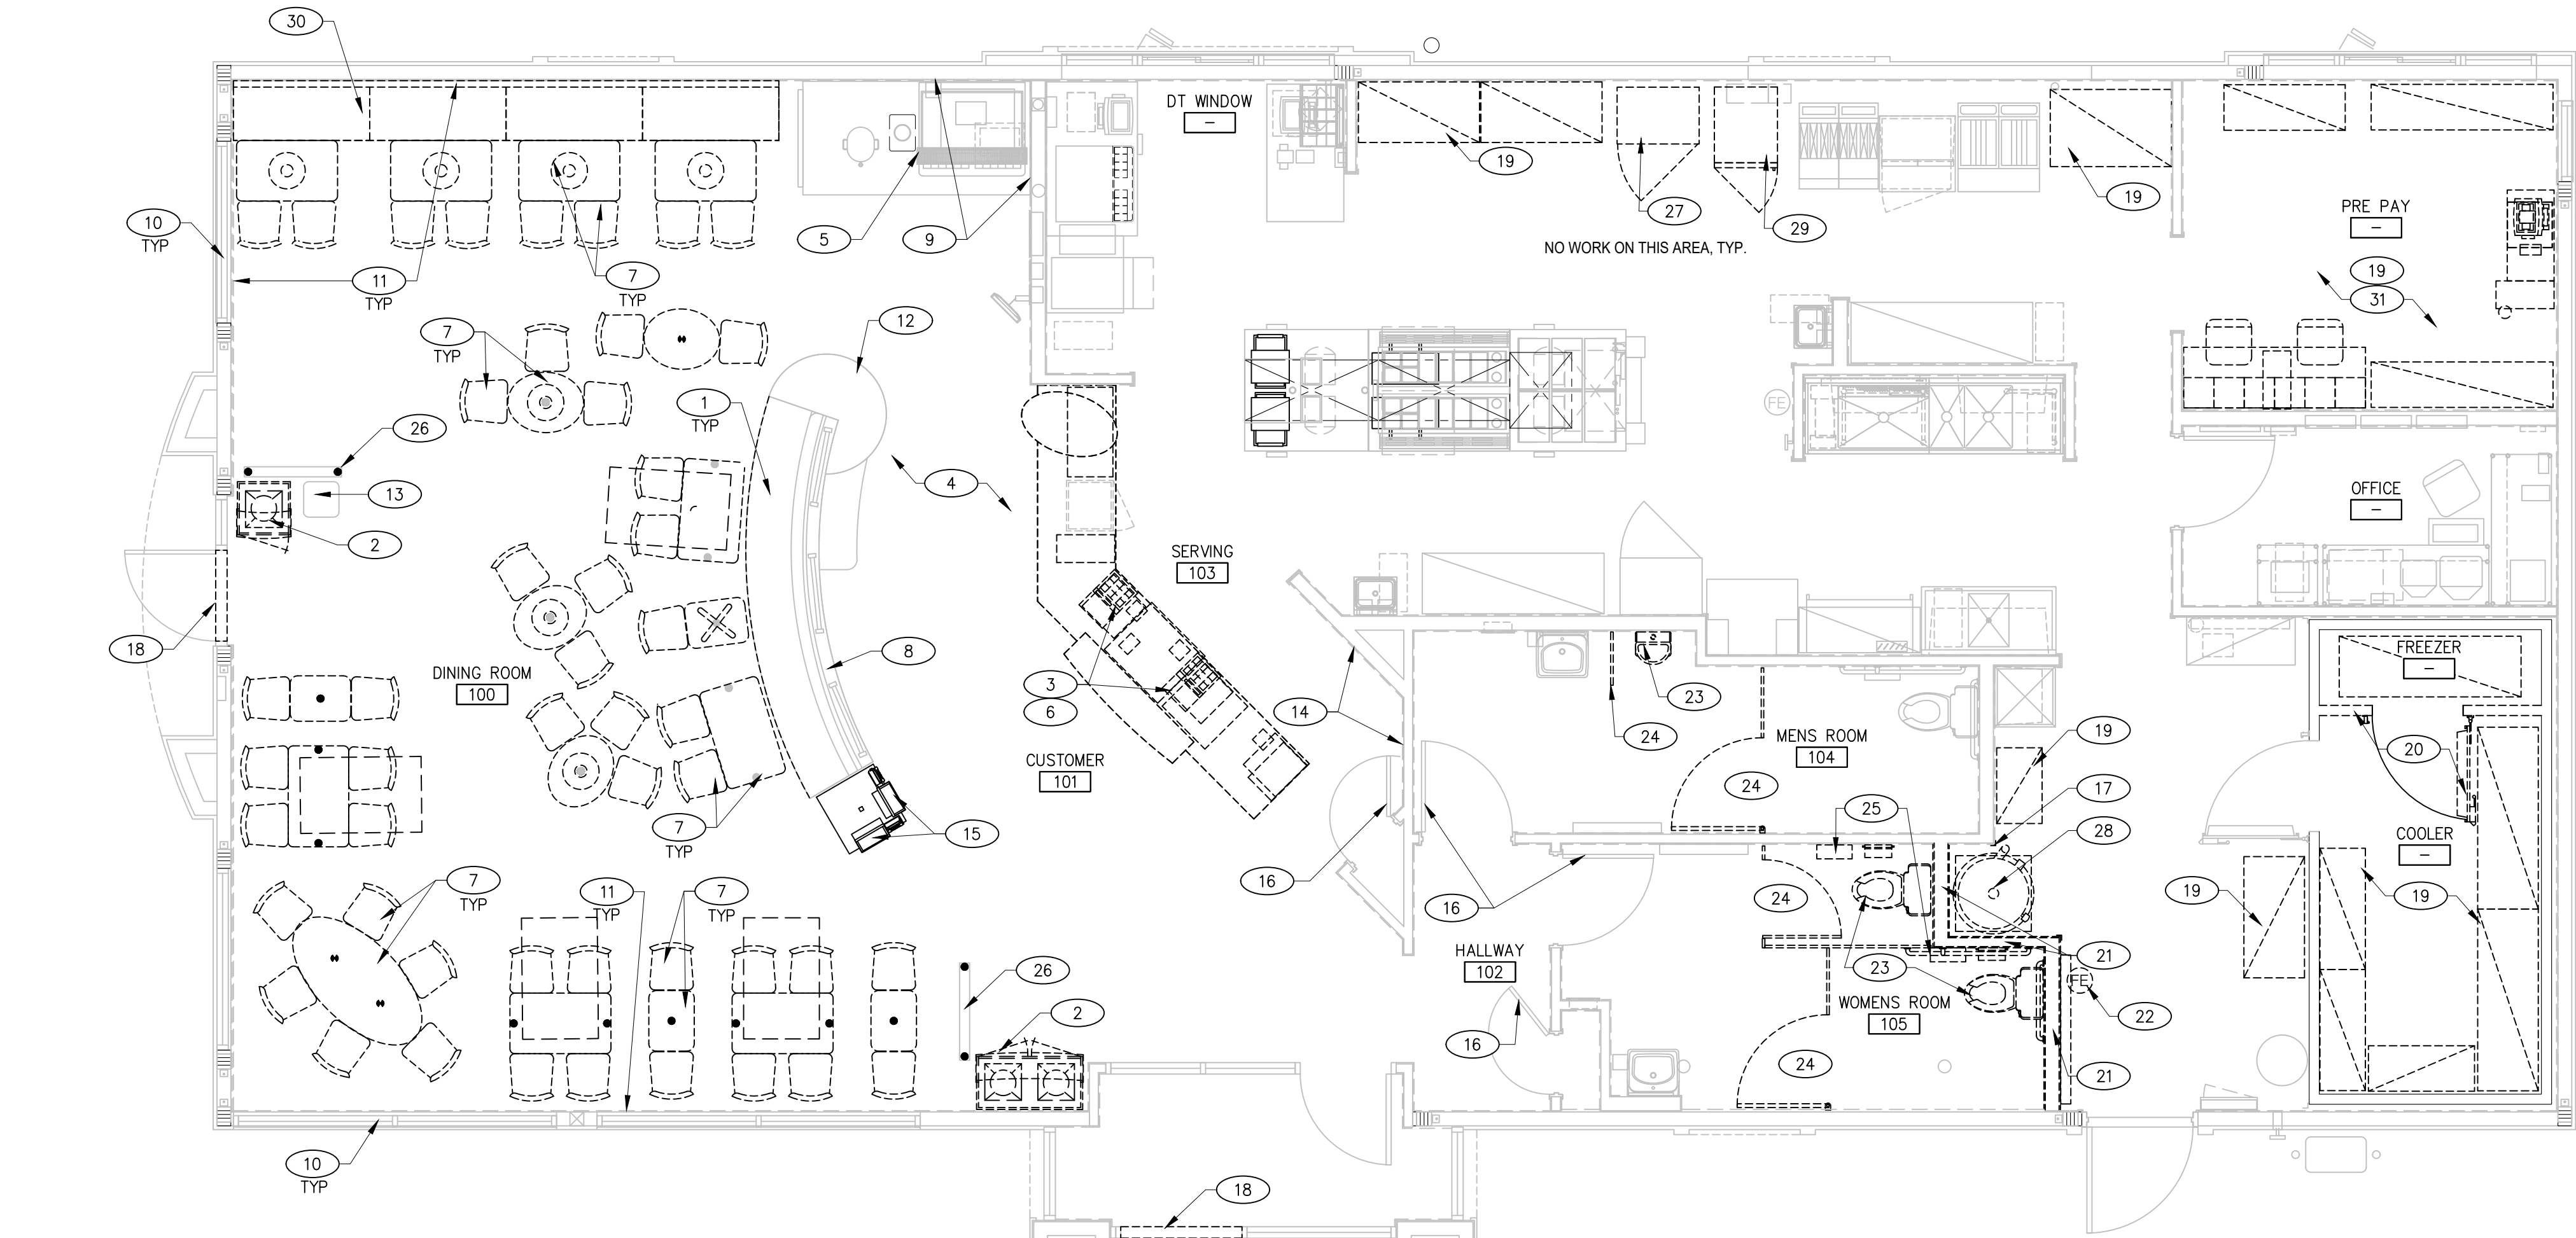 30
DT WINDOW
-
19
27
29
NO WORK ON THIS AREA, TYP.
19
PRE PAY
-
19
31
10
TYP
5
9
11
TYP
7
TYP
12
7
TYP
1
TYP
FE
26
4
13
OFFICE
-
2
SERVING
103
18
8
DINING ROOM
100
3
6
14
23
24
FREEZER
-
MENS ROOM
104
19
20
CUSTOMER
101
24
17
25
7
TYP
15
28
COOLER
-
16
7
TYP
11
TYP
7
TYP
16
24
19
19
HALLWAY
102
21
26
23
FE
WOMENS ROOM
105
2
22
16
24
21
10
TYP
18